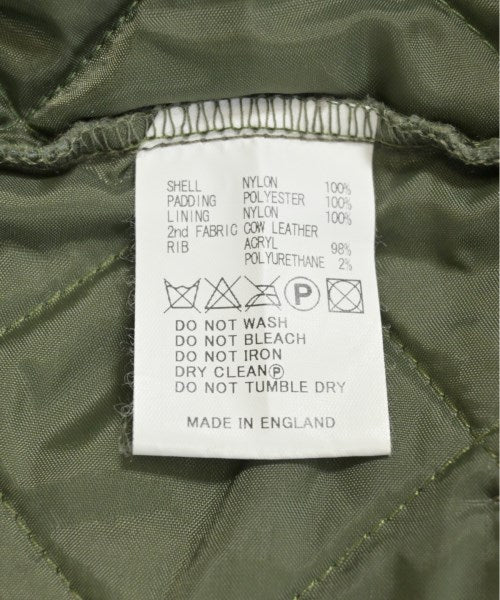 SHELL NYLON 100%
PADDING POLYESTER 100%
LINING NYLON 100%
2nd FABRIC COW LEATHER
RIB ACRYL 98%
POLYURETHANE 2%
P
DO NOT WASH
DO NOT BLEACH
DO NOT IRON
DRY CLEAN Ⓟ
DO NOT TUMBLE DRY
MADE IN ENGLAND